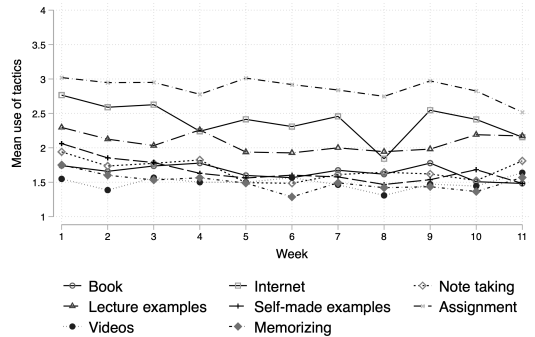 4
3.5
3
2.5
2
1.5
1
Mean use of tactics
1 2 3 4 5 6 7 8 9 10 11
Week
Book Internet Note taking
Lecture examples Self-made examples Assignment
Videos Memorizing